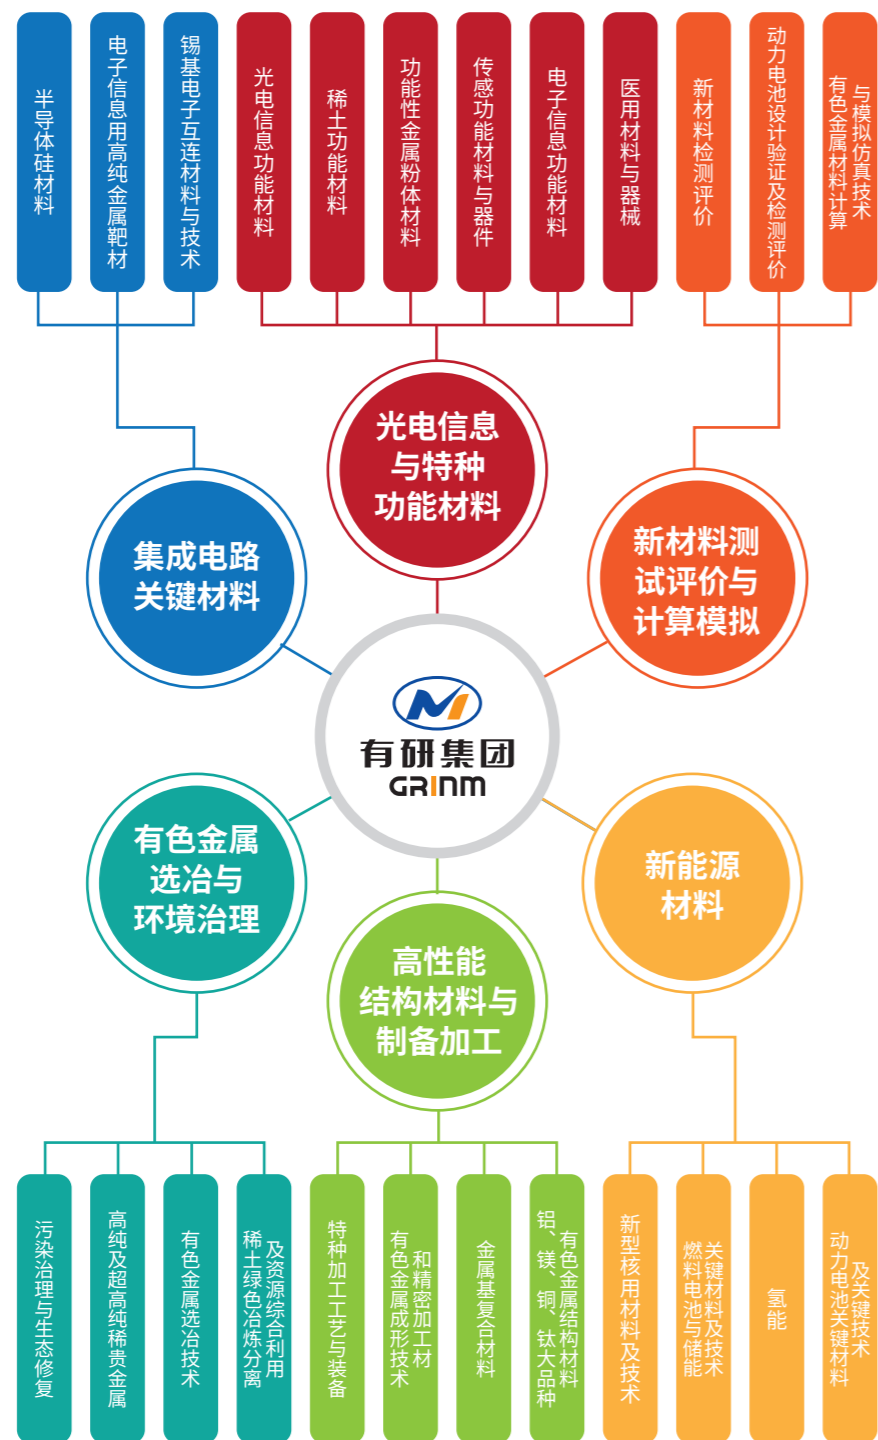 半导体硅材料
电子信息用高纯金属靶材
锡基电子互连材料与技术
光电信息功能材料
稀土功能材料
功能性金属粉体材料
传感功能材料与器件
电子信息功能材料
医用材料与器械
新材料检测评价
动力电池设计验证及检测评价
有色金属材料计算
与模拟仿真技术
光电信息
与特种
功能材料
集成电路
关键材料
新材料测
试评价与
计算模拟
有研集团
GRINM
有色金属
选冶与
环境治理
新能源
材料
高性能
结构材料与
制备加工
污染治理与生态修复
高纯及超高纯稀贵金属
有色金属选冶技术
稀土绿色冶炼分离
及资源综合利用
特种加工工艺与装备
有色金属成形技术
和精密加工材
金属基复合材料
铝、镁、铜、钛大品种
有色金属结构材料
新型核用材料及技术
燃料电池与储能
关键材料及技术
氢能
动力电池关键材料
及关键技术